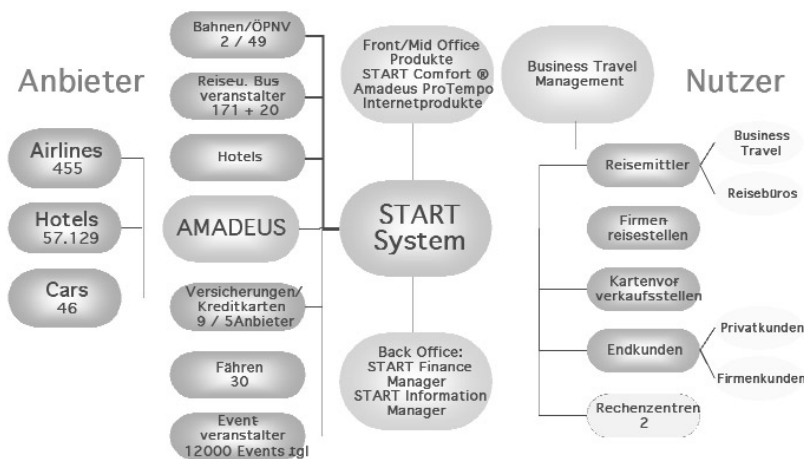 Anbieter
Airlines
455
Hotels
57.129
Cars
46
Bahnen/ÖPNV
2 / 49
Reiseu. Bus-
veranstalter
171 + 20
Hotels
AMADEUS
Versicherungen/
Kreditkarten
9 / 5Anbieter
Fähren
30
Event-
veranstalter
12000 Events tgl
Front/Mid Office
Produkte
START Comfort ®
Amadeus ProTempo
Internetprodukte
START
System
Back Office:
START Finance
Manager
START Information
Manager
Business Travel
Management
Nutzer
Reisemittler
Business
Travel
Reisebüros
Firmen-
reisestellen
Kartenvor-
verkaufsstellen
Endkunden
Privatkunden
Firmenkunden
Rechenzentren
2